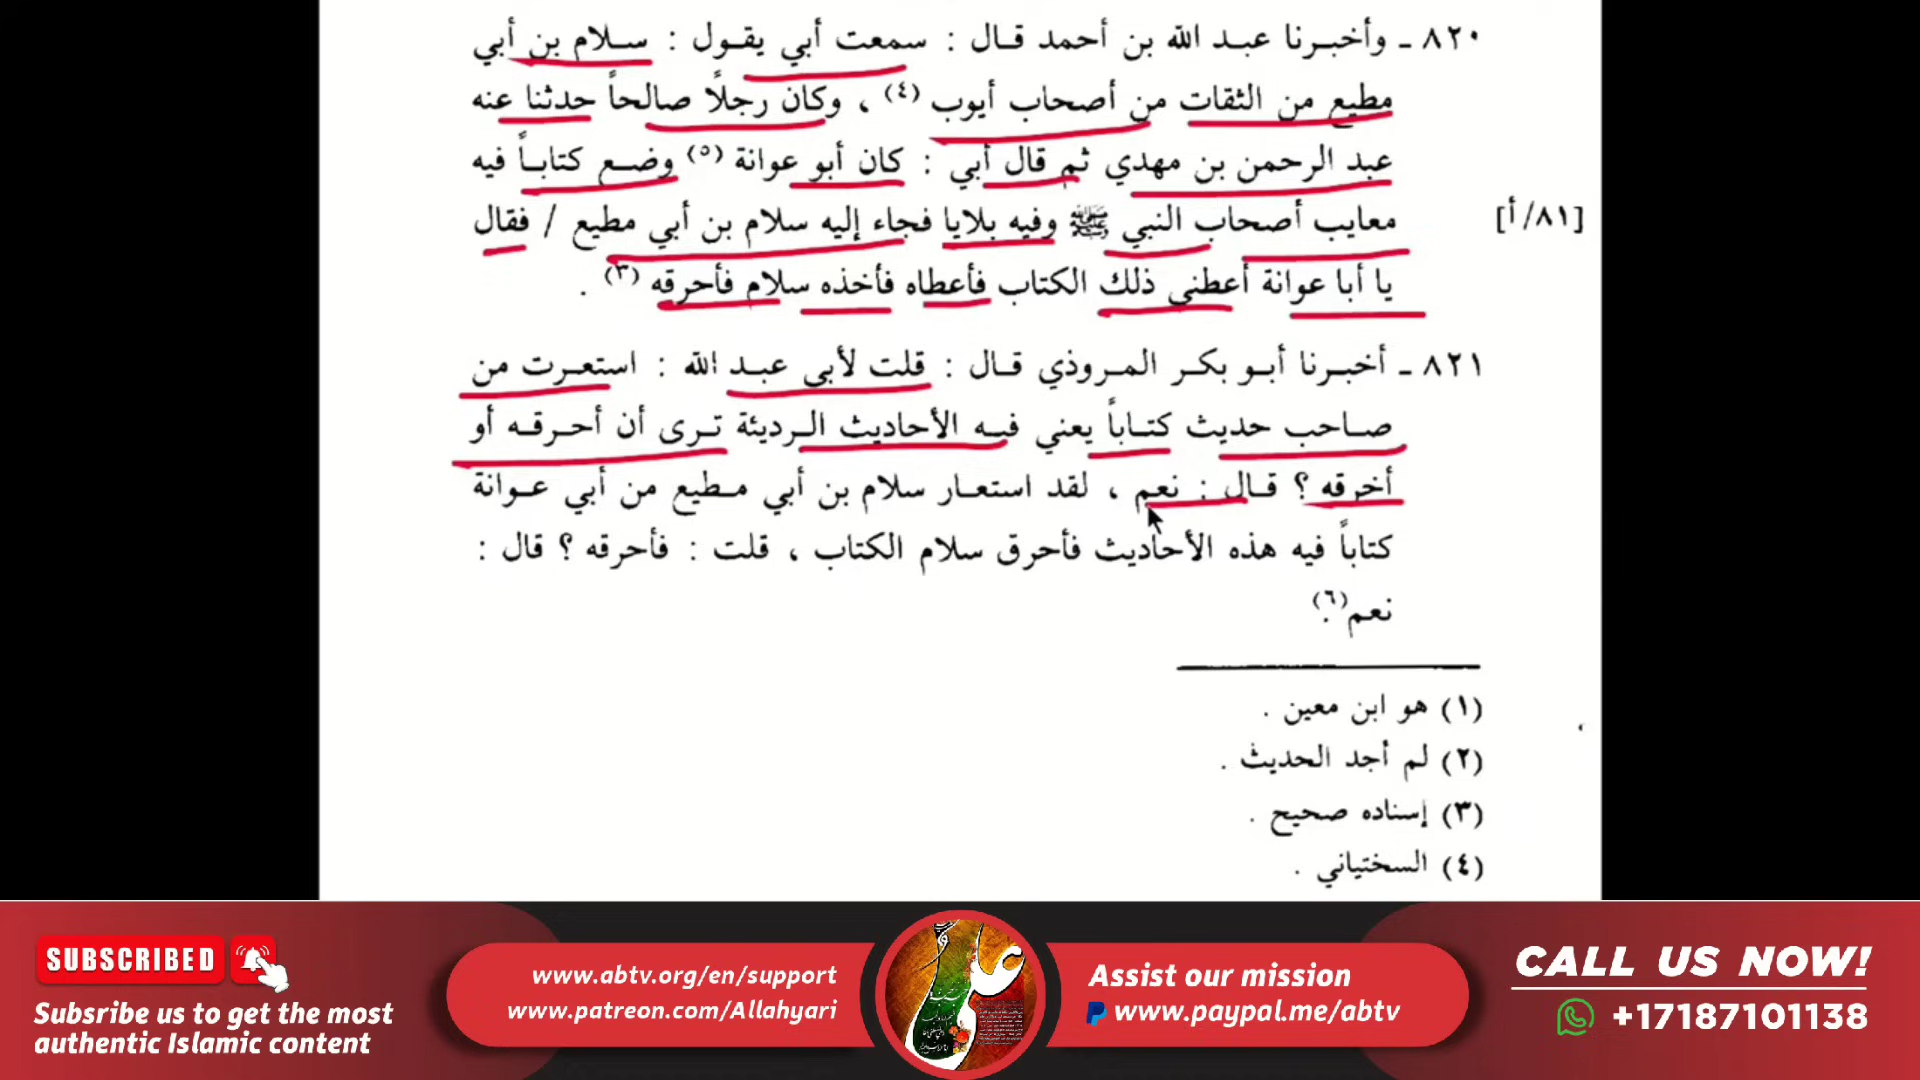 ٨٢٠ ـ وأخبرنا عبد الله بن أحمد قال : سمعت أبي يقول : سلام بن أبي
مطيع من الثقات من أصحاب أيوب (٤) ، وكان رجلاً صالحاً حدثنا عنه
عبد الرحمن بن مهدي ثم قال أبي : كان أبو عوانة (٥) وضع كتاباً فيه
معايب أصحاب النبي ﷺ وفيه بلايا فجاء إليه سلام بن أبي مطيع / فقال
[٨١/أ]
يا أبا عوانة أعطني ذلك الكتاب فأعطاه فأخذه سلام فأحرقه (٣) .
٨٢١ ـ أخبرنا أبو بكر المروذي قال : قلت لأبي عبد الله : استعرت من
صاحب حديث كتاباً يعني فيه الأحاديث الرديئة ترى أن أحرقه أو
أخرقه ؟ قال : نعم ، لقد استعار سلام بن أبي مطيع من أبي عوانة
كتاباً فيه هذه الأحاديث فأحرق سلام الكتاب ، قلت : فأحرقه ؟ قال :
نعم (٦) .
(١) هو ابن معين .
(٢) لم أجد الحديث .
(٣) إسناده صحيح .
(٤) السختياني .
SUBSCRIBED
Subsribe us to get the most
authentic Islamic content
www.abtv.org/en/support
www.patreon.com/Allahyari
Assist our mission
www.paypal.me/abtv
CALL US NOW!
+17187101138